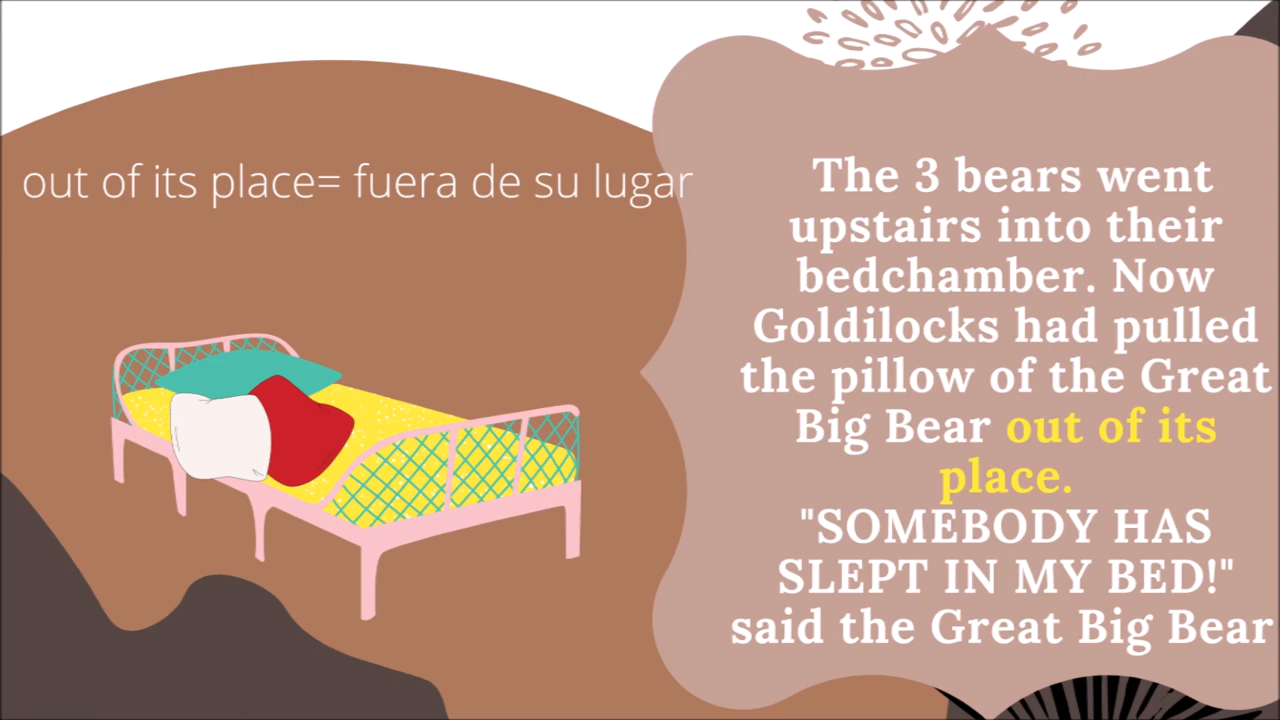 out of its place= fuera de su lugar
The 3 bears went
upstairs into their
bedchamber. Now
Goldilocks had pulled
the pillow of the Great
Big Bear out of its
place.
"SOMEBODY HAS
SLEPT IN MY BED!"
said the Great Big Bear